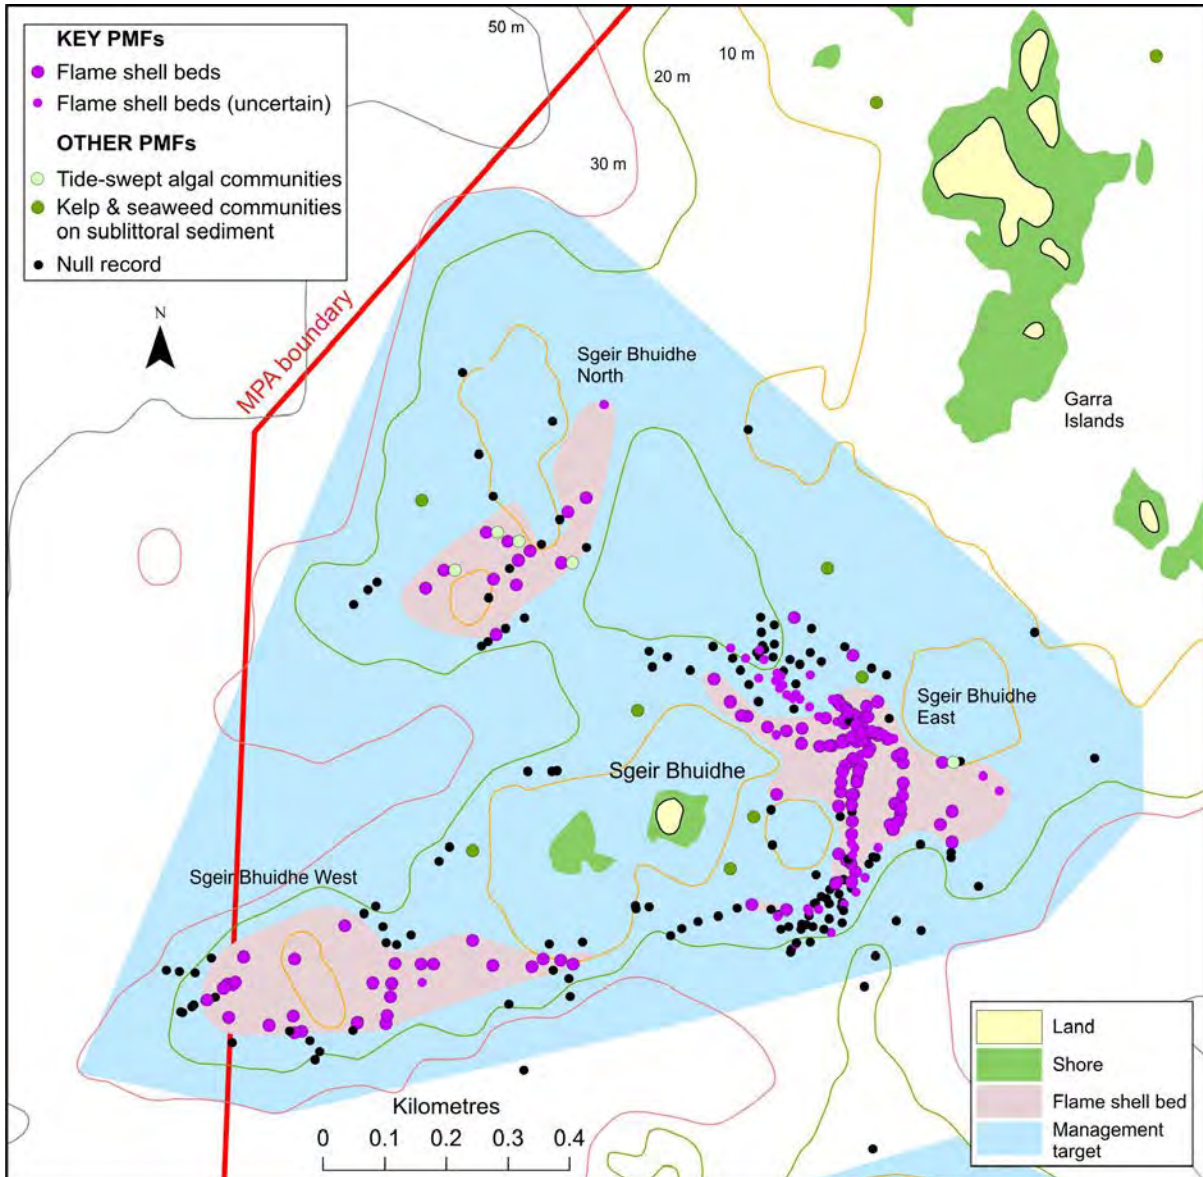 KEY PMFs
Flame shell beds
Flame shell beds (uncertain)
OTHER PMFs
Tide-swept algal communities
Kelp & seaweed communities
on sublittoral sediment
Null record
50 m
10 m
20 m
30 m
N
MPA boundary
Sgeir Bhuidhe
North
Garra
Islands
Sgeir Bhuidhe
East
Sgeir Bhuidhe
Sgeir Bhuidhe West
Kilometres
0 0.1 0.2 0.3 0.4
Land
Shore
Flame shell bed
Management
target